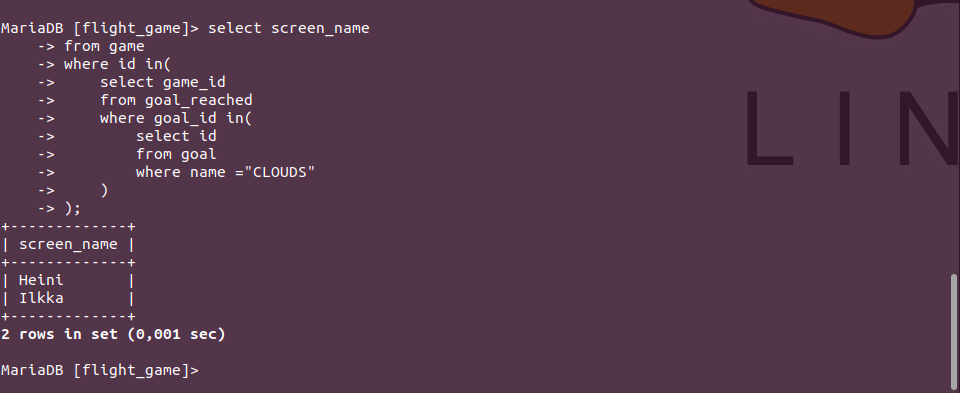 MariaDB [flight_game]> select screen_name
    -> from game
    -> where id in(
    ->     select game_id
    ->     from goal_reached
    ->     where goal_id in(
    ->         select id
    ->         from goal
    ->         where name ="CLOUDS"
    ->     )
    -> );
+-------------+
| screen_name |
+-------------+
| Heini       |
| Ilkka       |
+-------------+
2 rows in set (0,001 sec)
MariaDB [flight_game]>
LIN